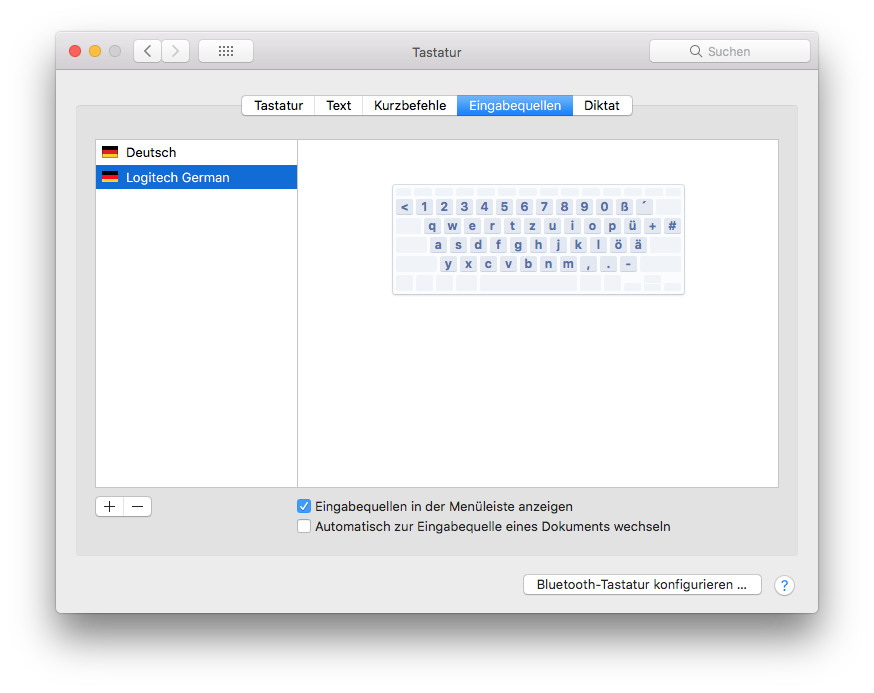 Tastatur
Suchen
Tastatur Text Kurzbefehle Eingabequellen Diktat
Deutsch
Logitech German
< 1 2 3 4 5 6 7 8 9 0 ß ´
q w e r t z u i o p ü + #
a s d f g h j k l ö ä
y x c v b n m , . -
Eingabequellen in der Menüleiste anzeigen
Automatisch zur Eingabequelle eines Dokuments wechseln
Bluetooth-Tastatur konfigurieren ... ?